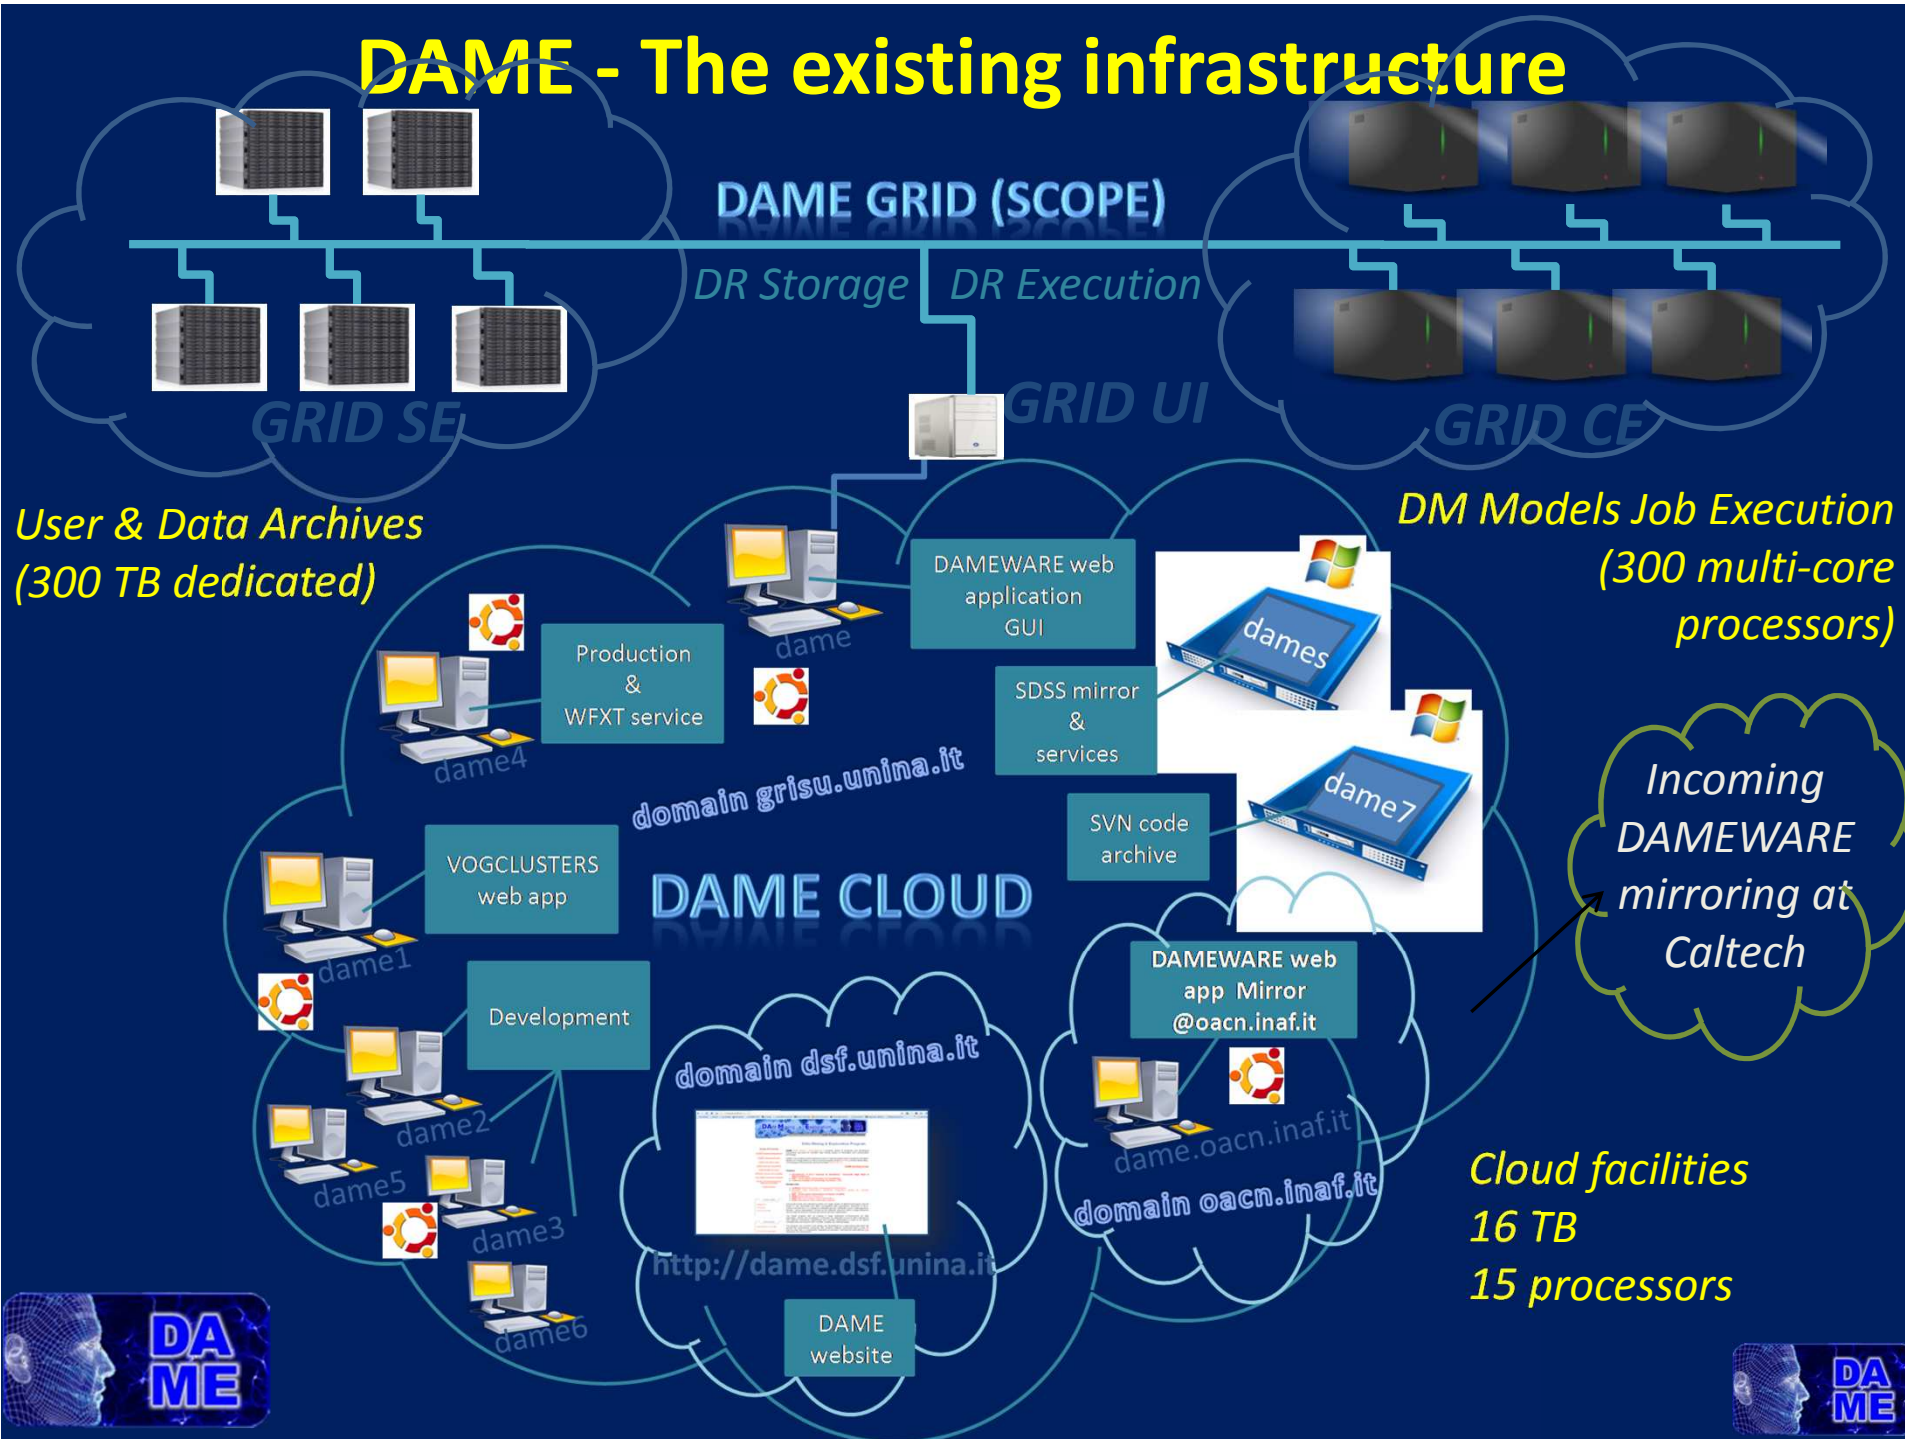 DAME - The existing infrastructure
DAME GRID (SCOPE)
DR Storage
DR Execution
GRID SE
GRID UI
GRID CE
User & Data Archives
(300 TB dedicated)
DM Models Job Execution
(300 multi-core
processors)
DAMEWARE web
application
GUI
dame
dames
Production
&
WFXT service
dame4
SDSS mirror
&
services
domain grisu.unina.it
dame7
SVN code
archive
Incoming
DAMEWARE
mirroring at
Caltech
VOGCLUSTERS
web app
dame1
DAME CLOUD
DAMEWARE web
app Mirror
@oacn.inaf.it
Development
dame2
dame5
dame3
dame6
domain dsf.unina.it
http://dame.dsf.unina.it
DAME
website
dame.oacn.inaf.it
domain oacn.inaf.it
Cloud facilities
16 TB
15 processors
DA
ME
DA
ME